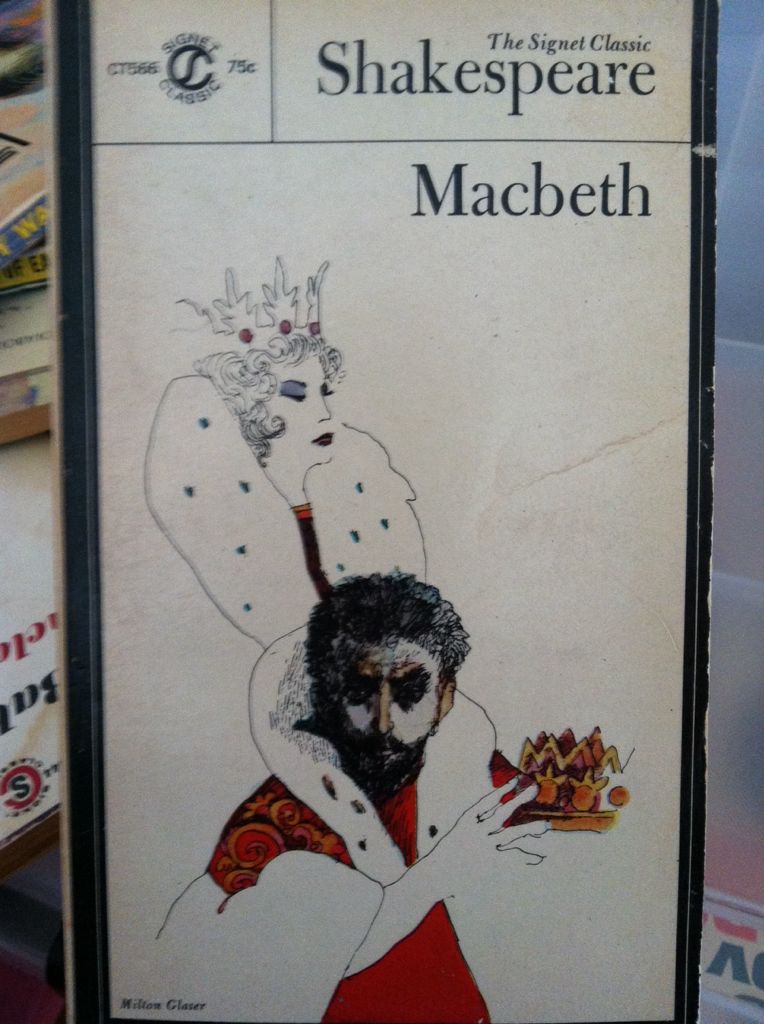 SIGNET
CT566 75c
CLASSIC
The Signet Classic
Shakespeare
Macbeth
Milton Glaser